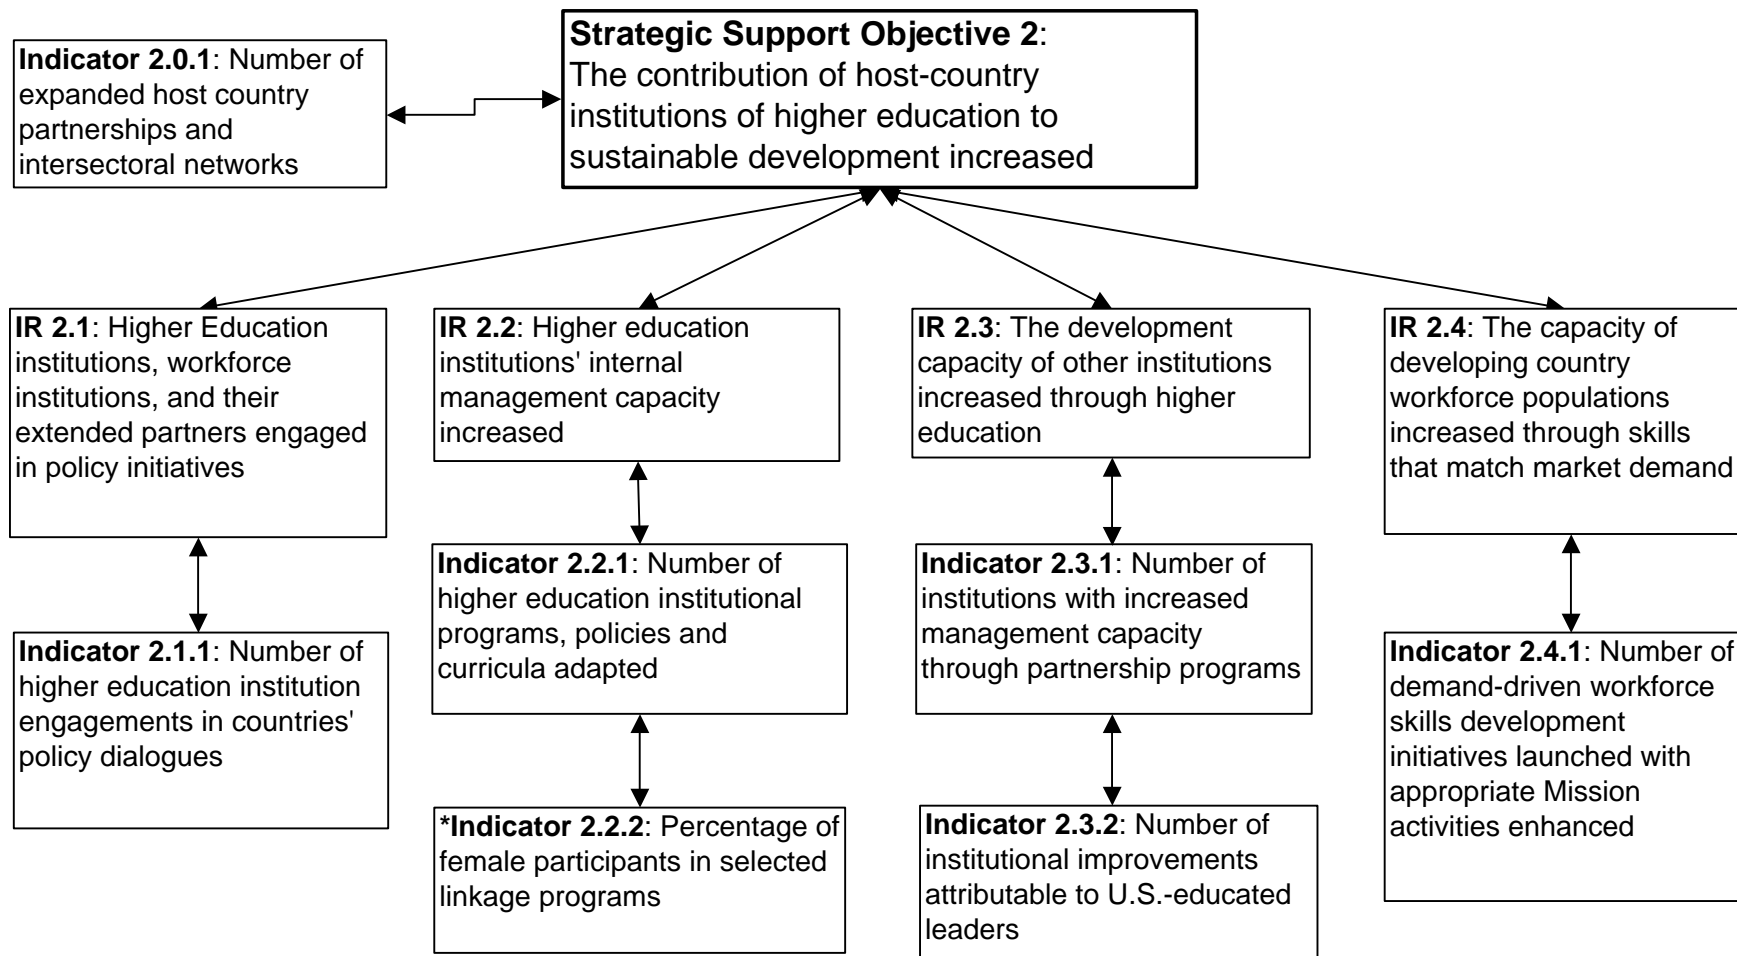 Indicator 2.0.1: Number of
expanded host country
partnerships and
intersectoral networks
Strategic Support Objective 2:
The contribution of host-country
institutions of higher education to
sustainable development increased
IR 2.1: Higher Education
institutions, workforce
institutions, and their
extended partners engaged
in policy initiatives
IR 2.2: Higher education
institutions' internal
management capacity
increased
IR 2.3: The development
capacity of other institutions
increased through higher
education
IR 2.4: The capacity of
developing country
workforce populations
increased through skills
that match market demand
Indicator 2.1.1: Number of
higher education institution
engagements in countries'
policy dialogues
Indicator 2.2.1: Number of
higher education institutional
programs, policies and
curricula adapted
Indicator 2.3.1: Number of
institutions with increased
management capacity
through partnership programs
Indicator 2.4.1: Number of
demand-driven workforce
skills development
initiatives launched with
appropriate Mission
activities enhanced
*Indicator 2.2.2: Percentage of
female participants in selected
linkage programs
Indicator 2.3.2: Number of
institutional improvements
attributable to U.S.-educated
leaders